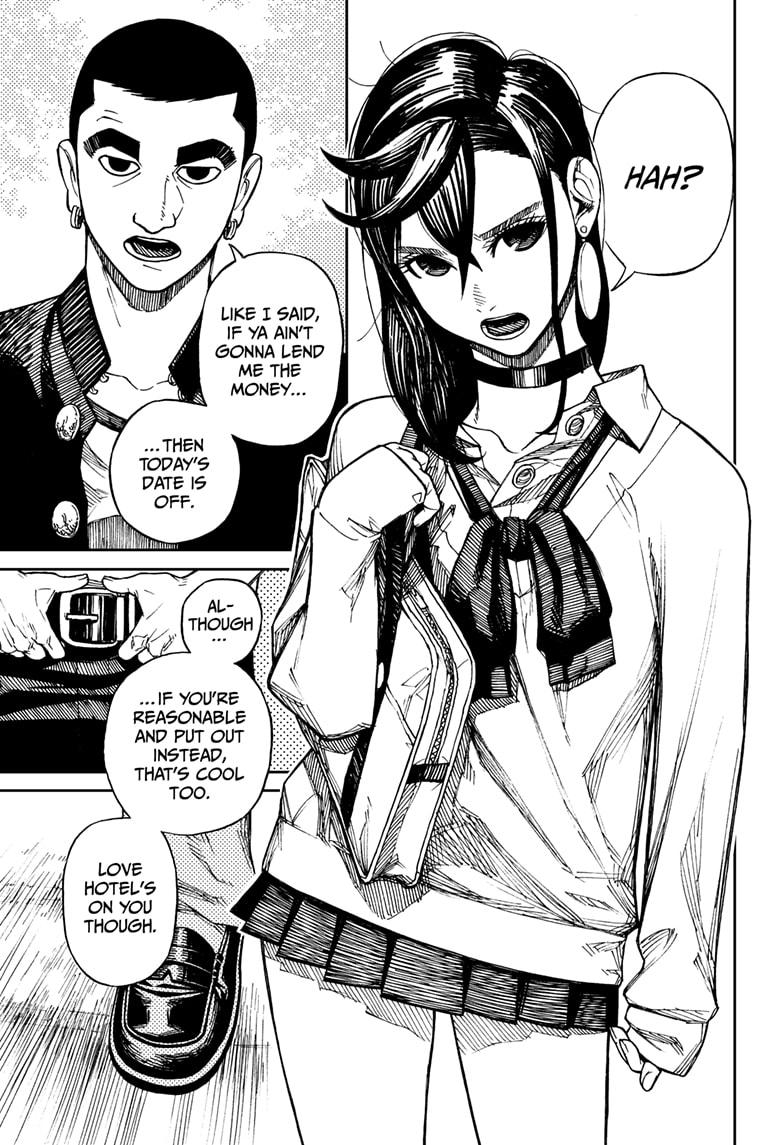 HAH?
LIKE I SAID,
IF YA AIN'T
GONNA LEND
ME THE
MONEY...
...THEN
TODAY'S
DATE IS
OFF.
AL-
THOUGH
...
...IF YOU'RE
REASONABLE
AND PUT OUT
INSTEAD,
THAT'S COOL
TOO.
LOVE
HOTEL'S
ON YOU
THOUGH.